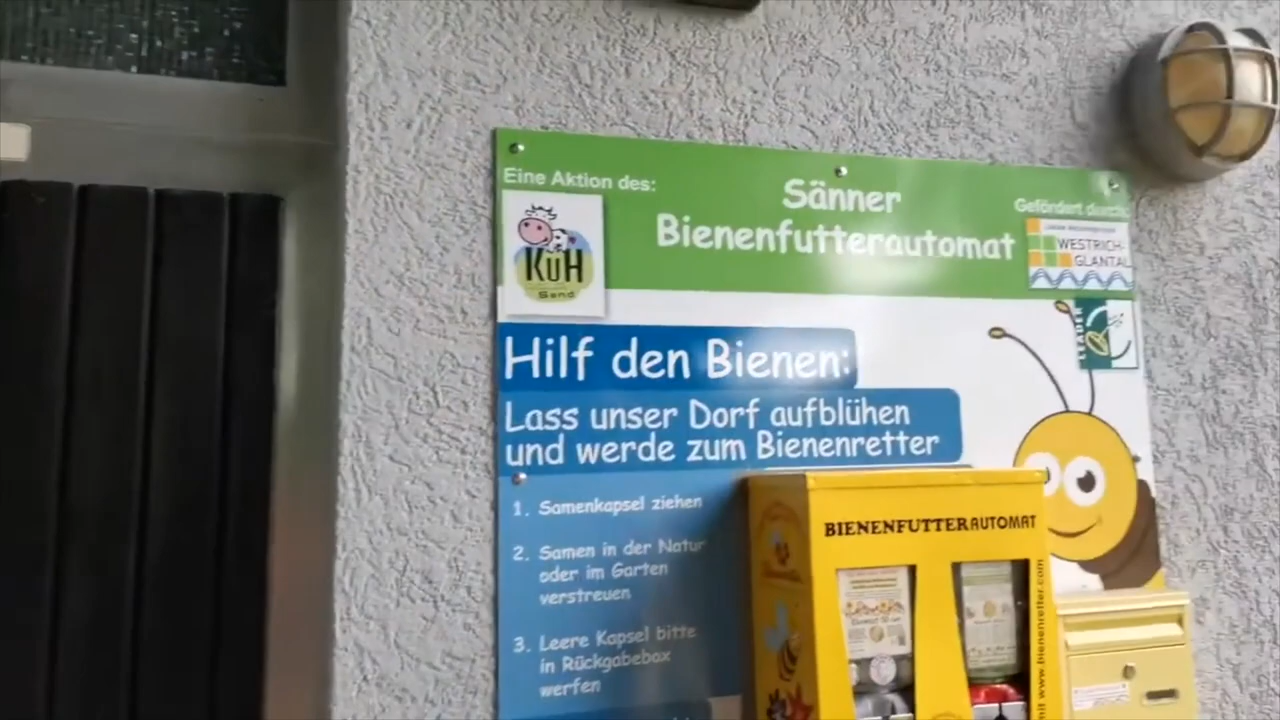 Eine Aktion des:
Sänner
Bienenfutterautomat
Gefördert durch:
KüH
Sand
WESTRICH-
GLANTAL
LEADER
Hilf den Bienen:
Lass unser Dorf aufblühen
und werde zum Bienenretter
1. Samenkapsel ziehen
2. Samen in der Natur
oder im Garten
verstreuen
3. Leere Kapsel bitte
in Rückgabebox
werfen
BIENENFUTTERAUTOMAT
mit www.bienenretter.com